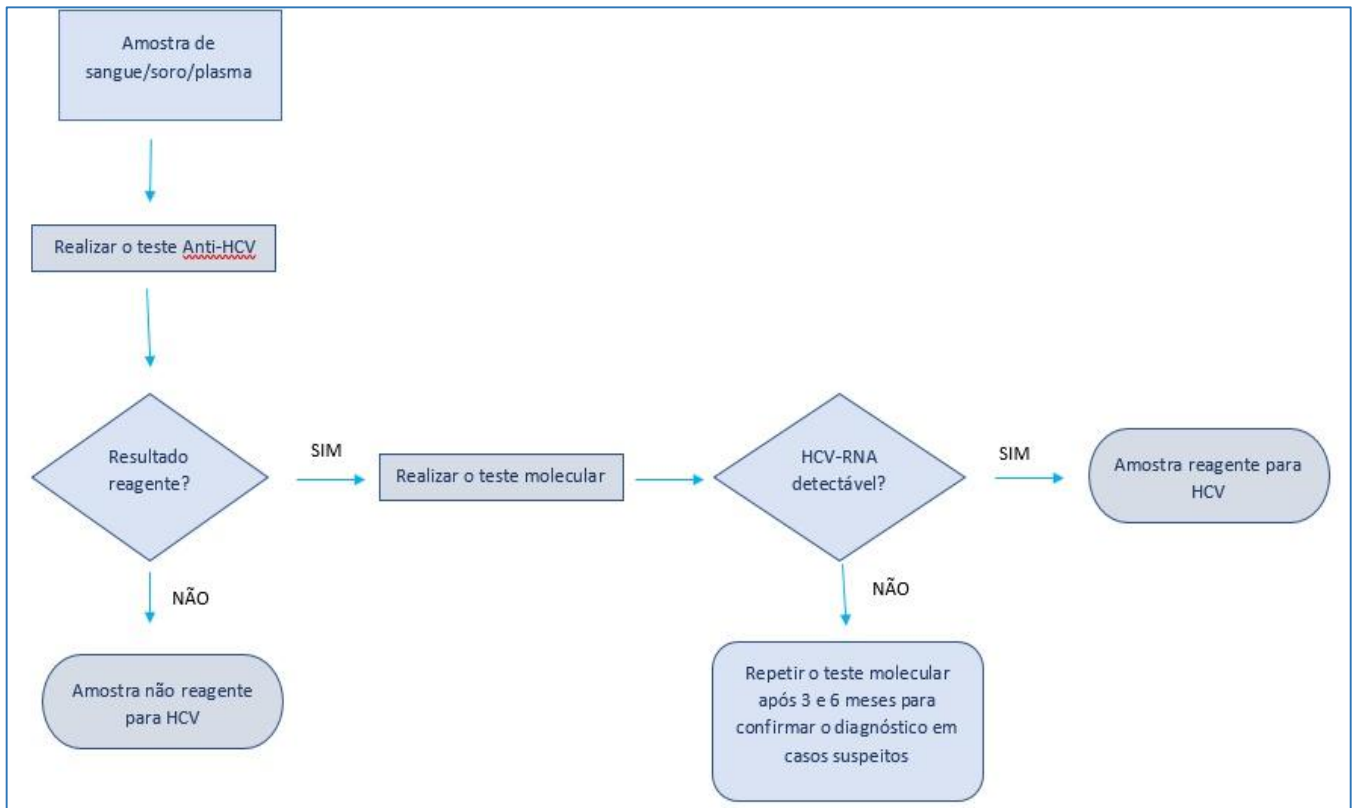 Amostra de
sangue/soro/plasma
Realizar o teste Anti-HCV
Resultado
reagente?
SIM
Realizar o teste molecular
HCV-RNA
detectável?
SIM
Amostra reagente para
HCV
NÃO
NÃO
Amostra não reagente
para HCV
Repetir o teste molecular
após 3 e 6 meses para
confirmar o diagnóstico em
casos suspeitos